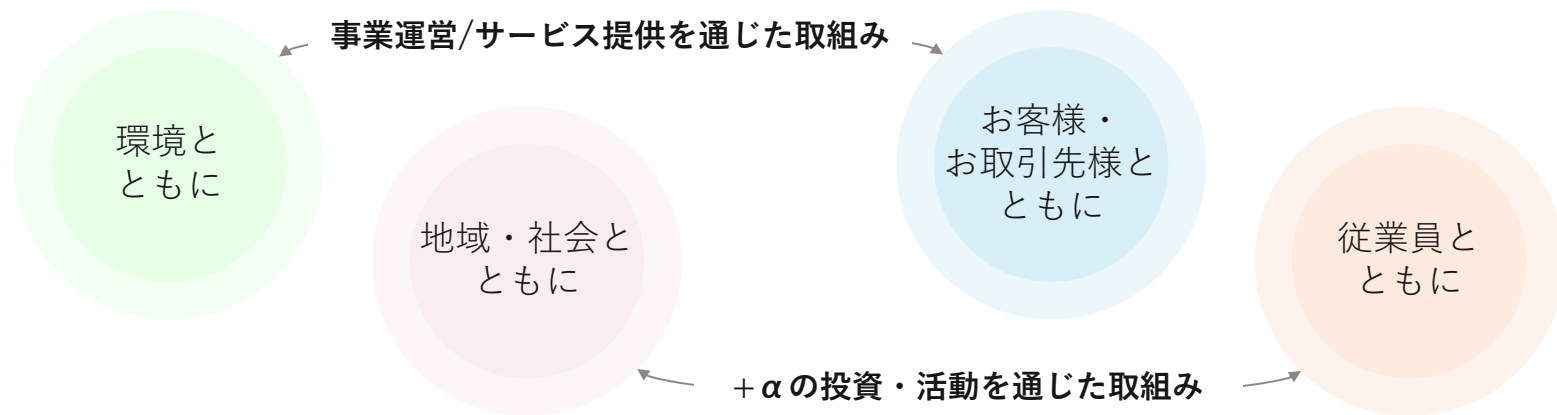 事業運営/サービス提供を通じた取組み
環境と
ともに
地域・社会と
ともに
お客様・
お取引先様と
ともに
従業員と
ともに
+αの投資・活動を通じた取組み